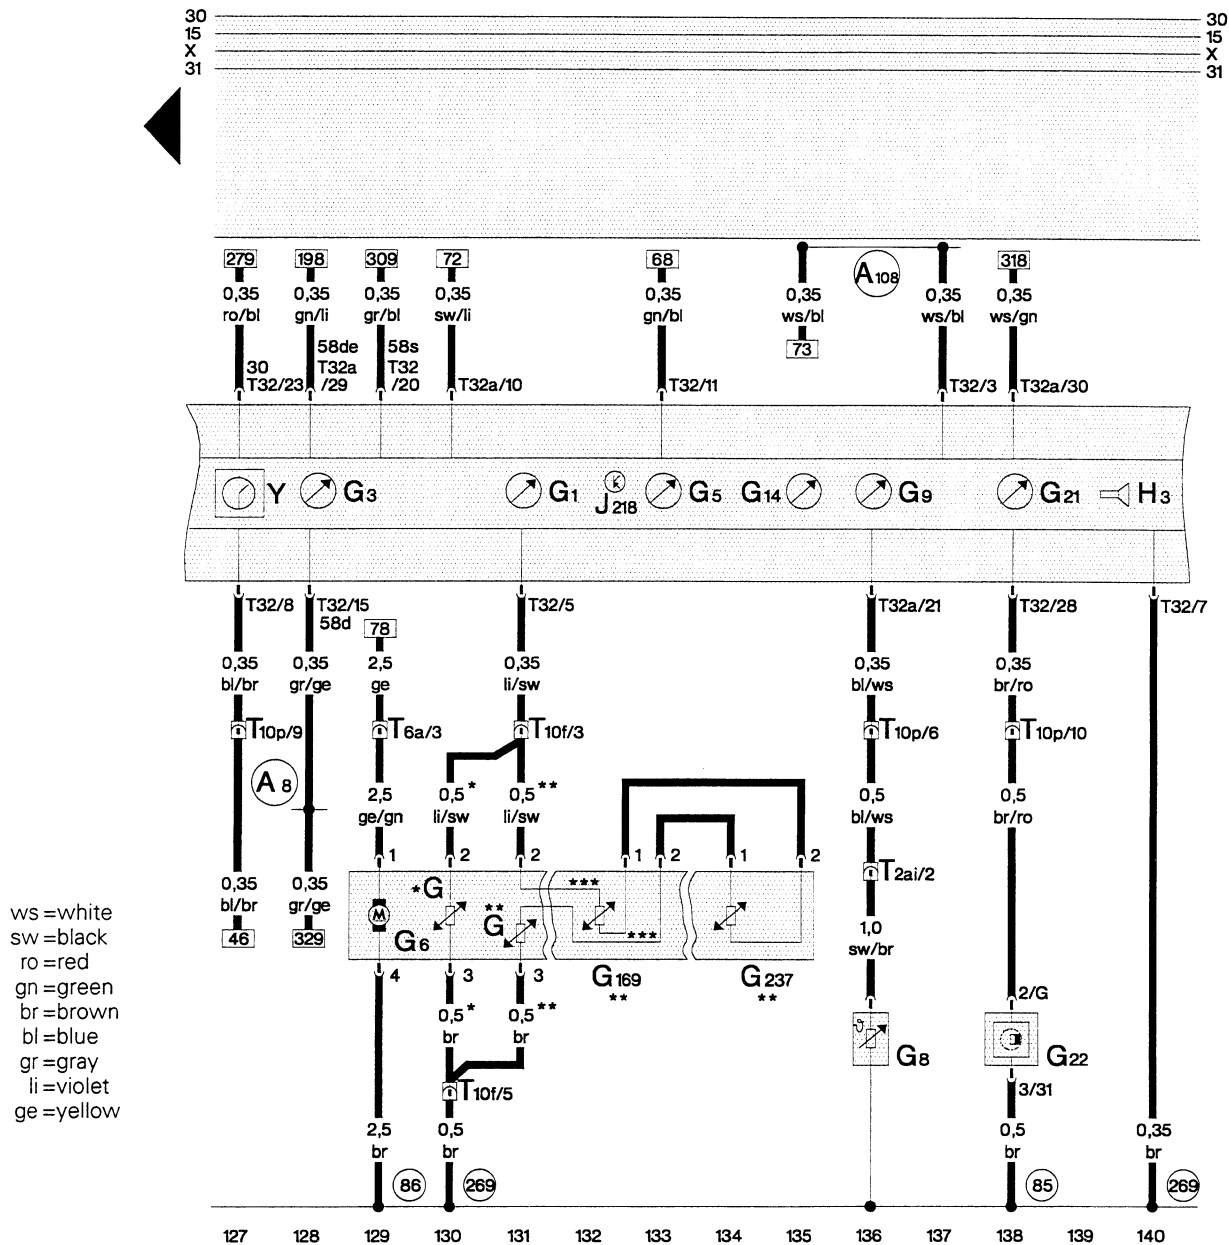 30 30
15 15
X X
31 31
279 198 309 72 68 A108 318
0,35 0,35 0,35 0,35 0,35 0,35 0,35 0,35
ro/bl gn/li gr/bl sw/li gn/bl ws/bl ws/bl ws/gn
58de 58s 73
30 T32a T32
T32/23 /29 /20 T32a/10 T32/11 T32/3 T32a/30
Y G3 G1 J218 K G5 G14 G9 G21 H3
T32/8 T32/15 T32/5 T32a/21 T32/28 T32/7
58d 78
0,35 0,35 2,5 0,35 0,35 0,35
bl/br gr/ge ge li/sw bl/ws br/ro
T10p/9 T6a/3 T10f/3 T10p/6 T10p/10
A8
2,5 0,5 * 0,5 ** 0,5 0,5
ge/gn li/sw li/sw bl/ws br/ro
1 2 2 1 2 1 2
T2ai/2
0,35 0,35 *G ***
bl/br gr/ge ** 1,0
46 329 M G6 G *** sw/br
4 3 3 G169 G237
** **
2/G
0,5 * 0,5 **
br br
ϑ G8 G22
T10f/5 3/31
2,5 0,5 0,5 0,35
br br br br
86 269 85 269
127 128 129 130 131 132 133 134 135 136 137 138 139 140
ws =white
sw =black
ro =red
gn =green
br =brown
bl =blue
gr =gray
li =violet
ge =yellow